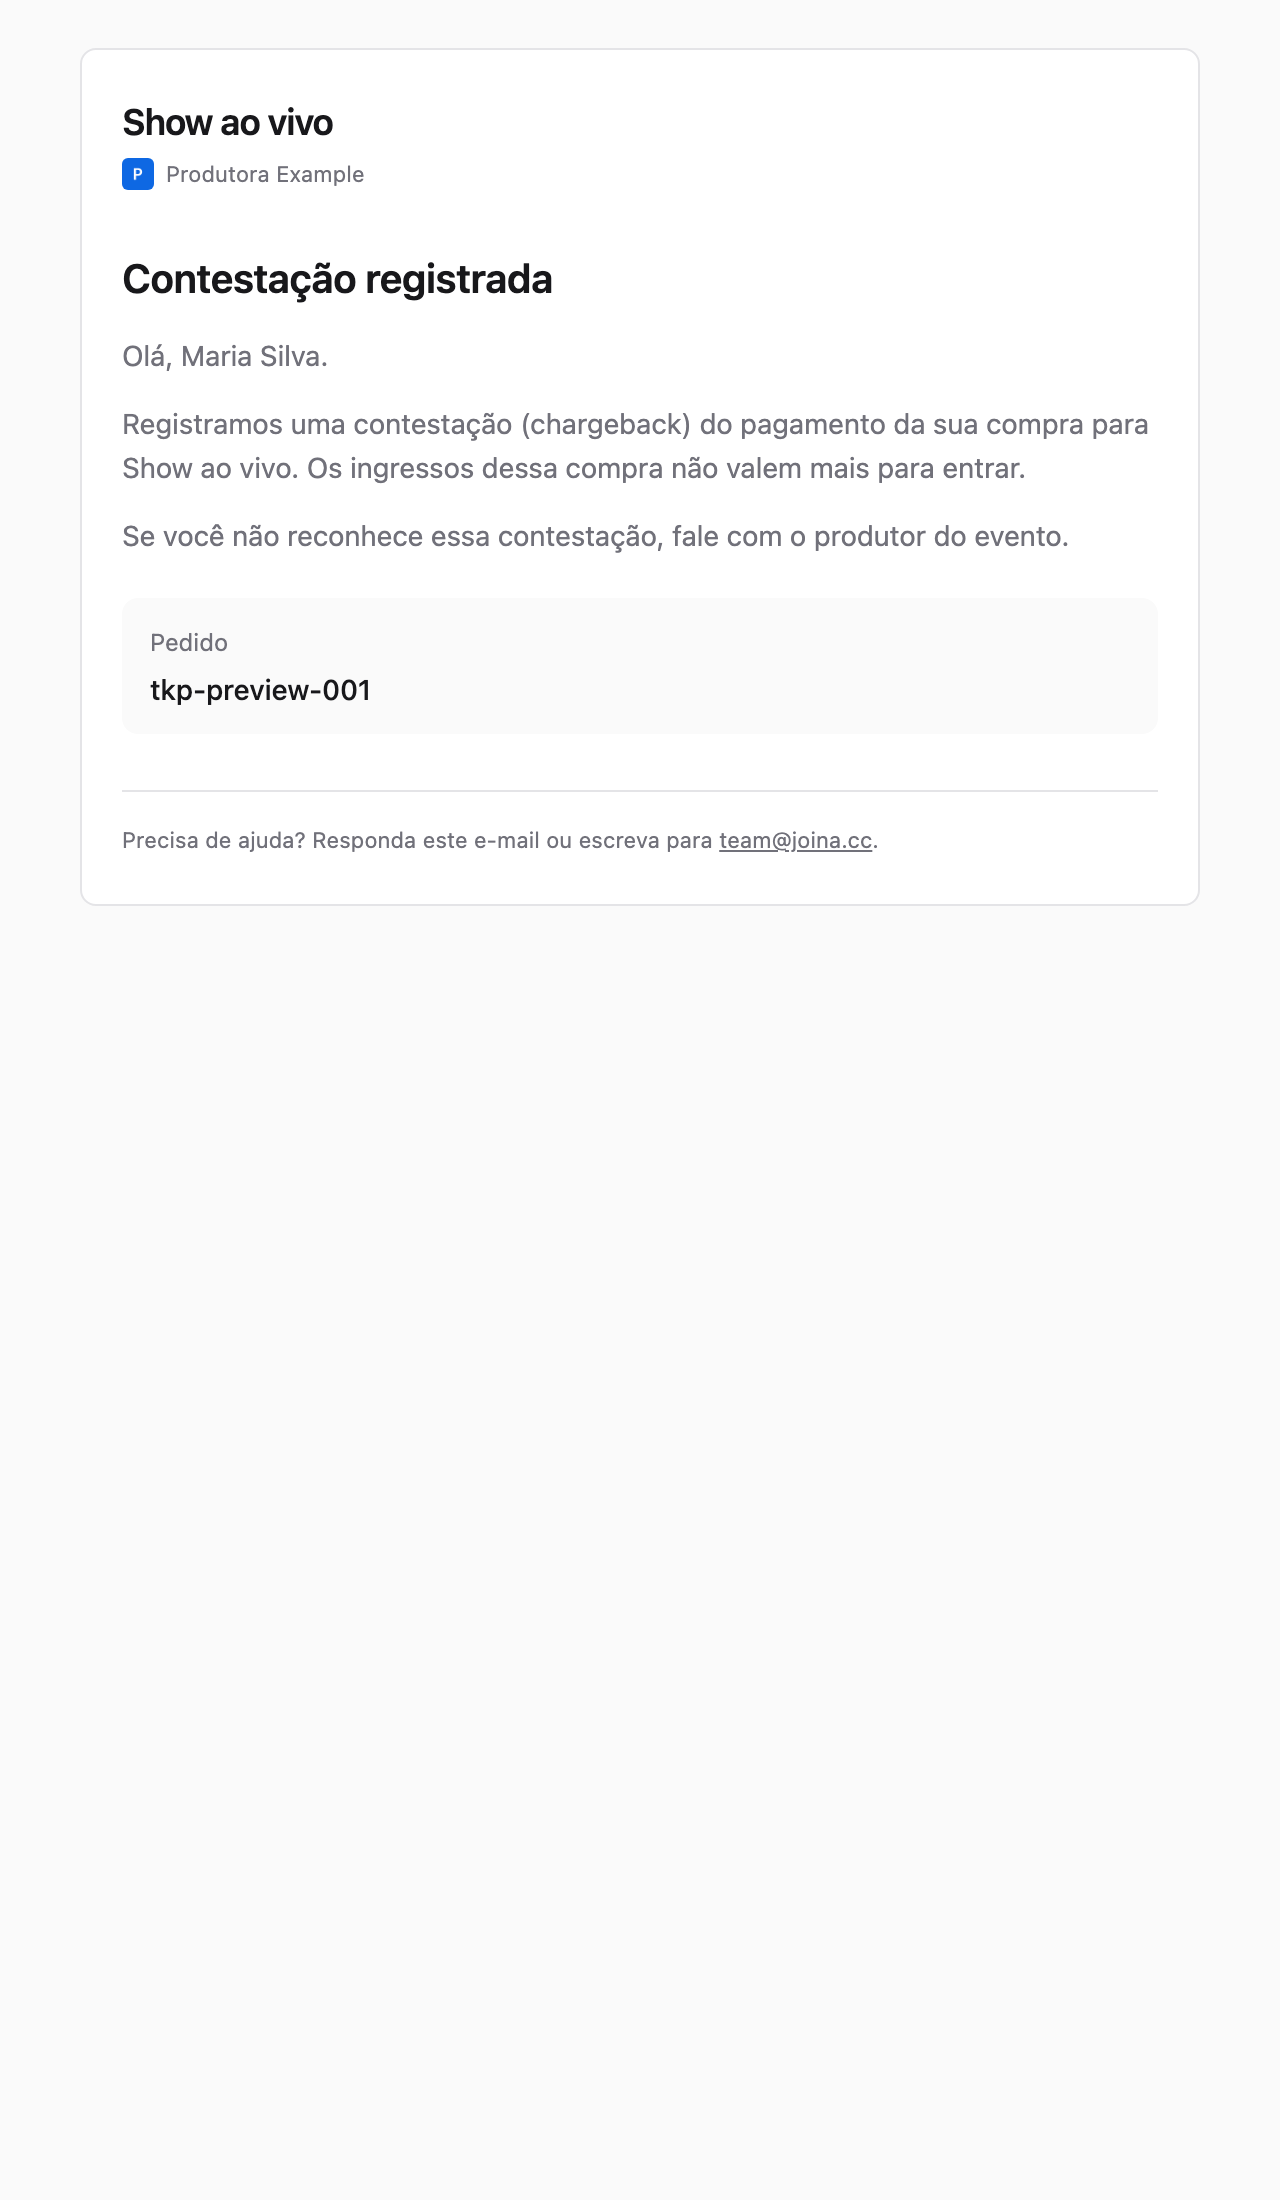 Show ao vivo
P Produtora Example
Contestação registrada
Olá, Maria Silva.
Registramos uma contestação (chargeback) do pagamento da sua compra para
Show ao vivo. Os ingressos dessa compra não valem mais para entrar.
Se você não reconhece essa contestação, fale com o produtor do evento.
Pedido
tkp-preview-001
Precisa de ajuda? Responda este e-mail ou escreva para team@joina.cc.